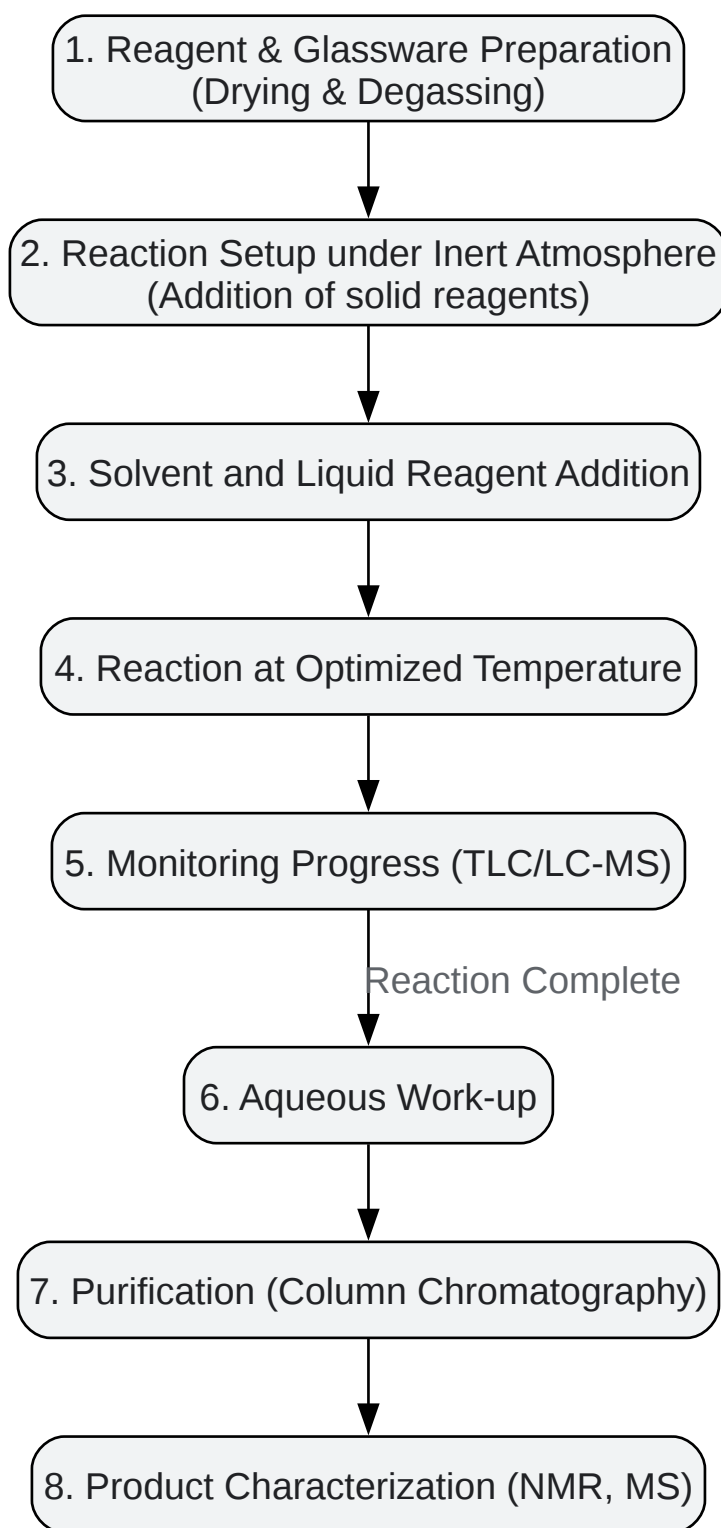 1. Reagent & Glassware Preparation
(Drying & Degassing)
2. Reaction Setup under Inert Atmosphere
(Addition of solid reagents)
3. Solvent and Liquid Reagent Addition
4. Reaction at Optimized Temperature
5. Monitoring Progress (TLC/LC-MS)
Reaction Complete
6. Aqueous Work-up
7. Purification (Column Chromatography)
8. Product Characterization (NMR, MS)